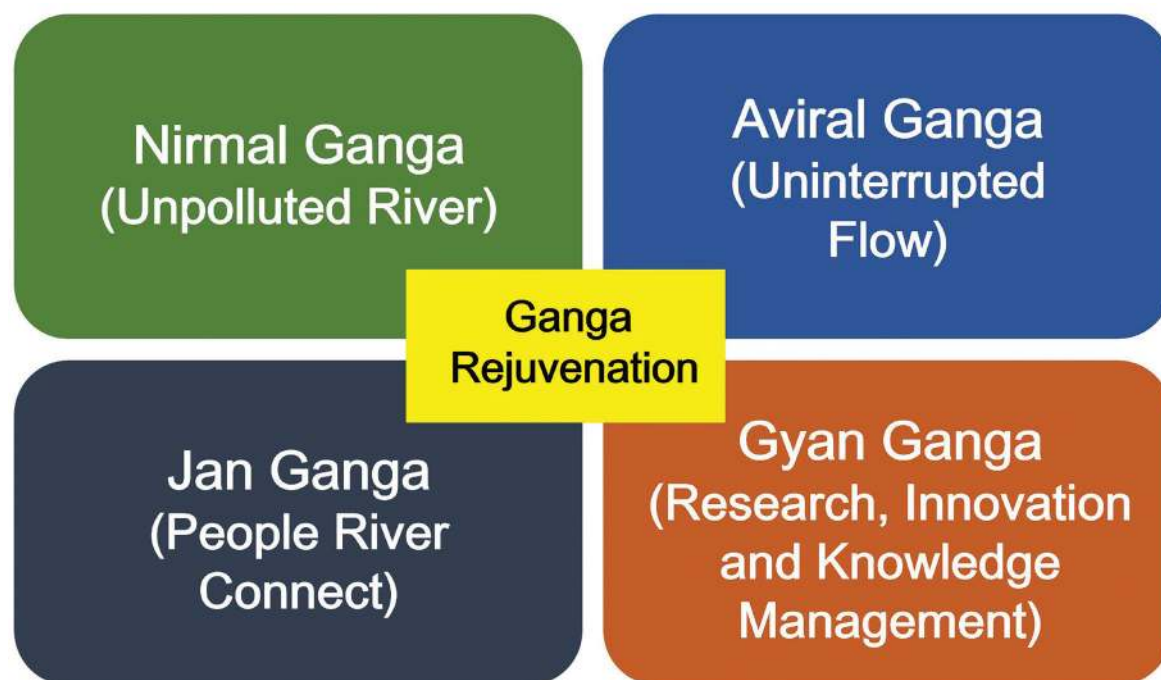 Nirmal Ganga
(Unpolluted River)
Aviral Ganga
(Uninterrupted
Flow)
Ganga
Rejuvenation
Jan Ganga
(People River
Connect)
Gyan Ganga
(Research, Innovation
and Knowledge
Management)